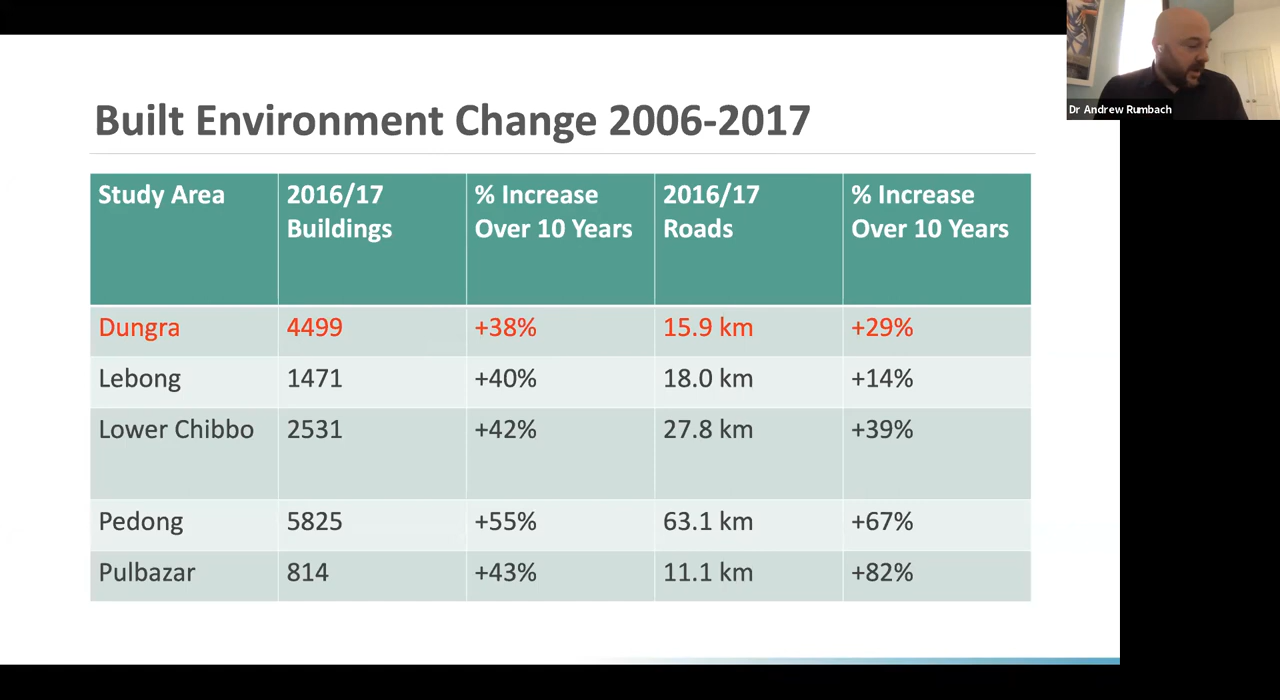 Dr Andrew Rumbach
Built Environment Change 2006-2017
Study Area 2016/17 Buildings % Increase Over 10 Years 2016/17 Roads % Increase Over 10 Years
Dungra 4499 +38% 15.9 km +29%
Lebong 1471 +40% 18.0 km +14%
Lower Chibbo 2531 +42% 27.8 km +39%
Pedong 5825 +55% 63.1 km +67%
Pulbazar 814 +43% 11.1 km +82%